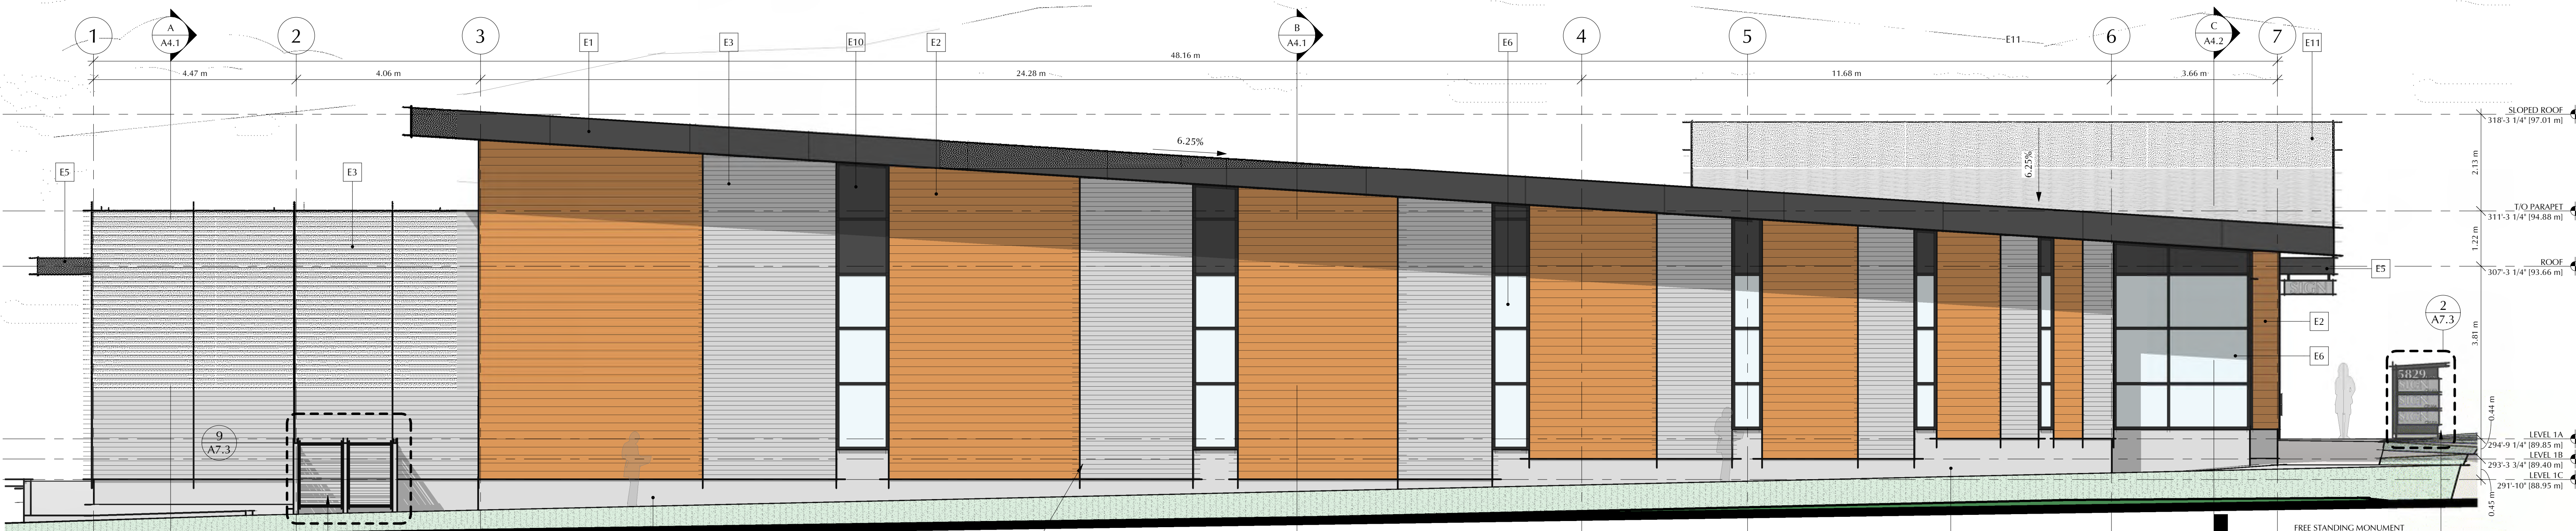 1
A
A4.1
2
3
E1
E3
E10
E2
B
A4.1
E6
4
5
E11
6
C
A4.2
7
E11
48.16 m
4.47 m
4.06 m
24.28 m
11.68 m
3.66 m
SLOPED ROOF
318'-3 1/4" [97.01 m]
6.25%
6.25%
2.13 m
E5
E3
T/O PARAPET
311'-3 1/4" [94.88 m]
1.22 m
ROOF
307'-3 1/4" [93.66 m]
E5
SIGN
2
A7.3
E2
3.81 m
E6
5829
SIGN
SIGN
SIGN
0.44 m
9
A7.3
LEVEL 1A
294'-9 1/4" [89.85 m]
LEVEL 1B
293'-3 3/4" [89.40 m]
LEVEL 1C
291'-10" [88.95 m]
0.45 m
FREE STANDING MONUMENT